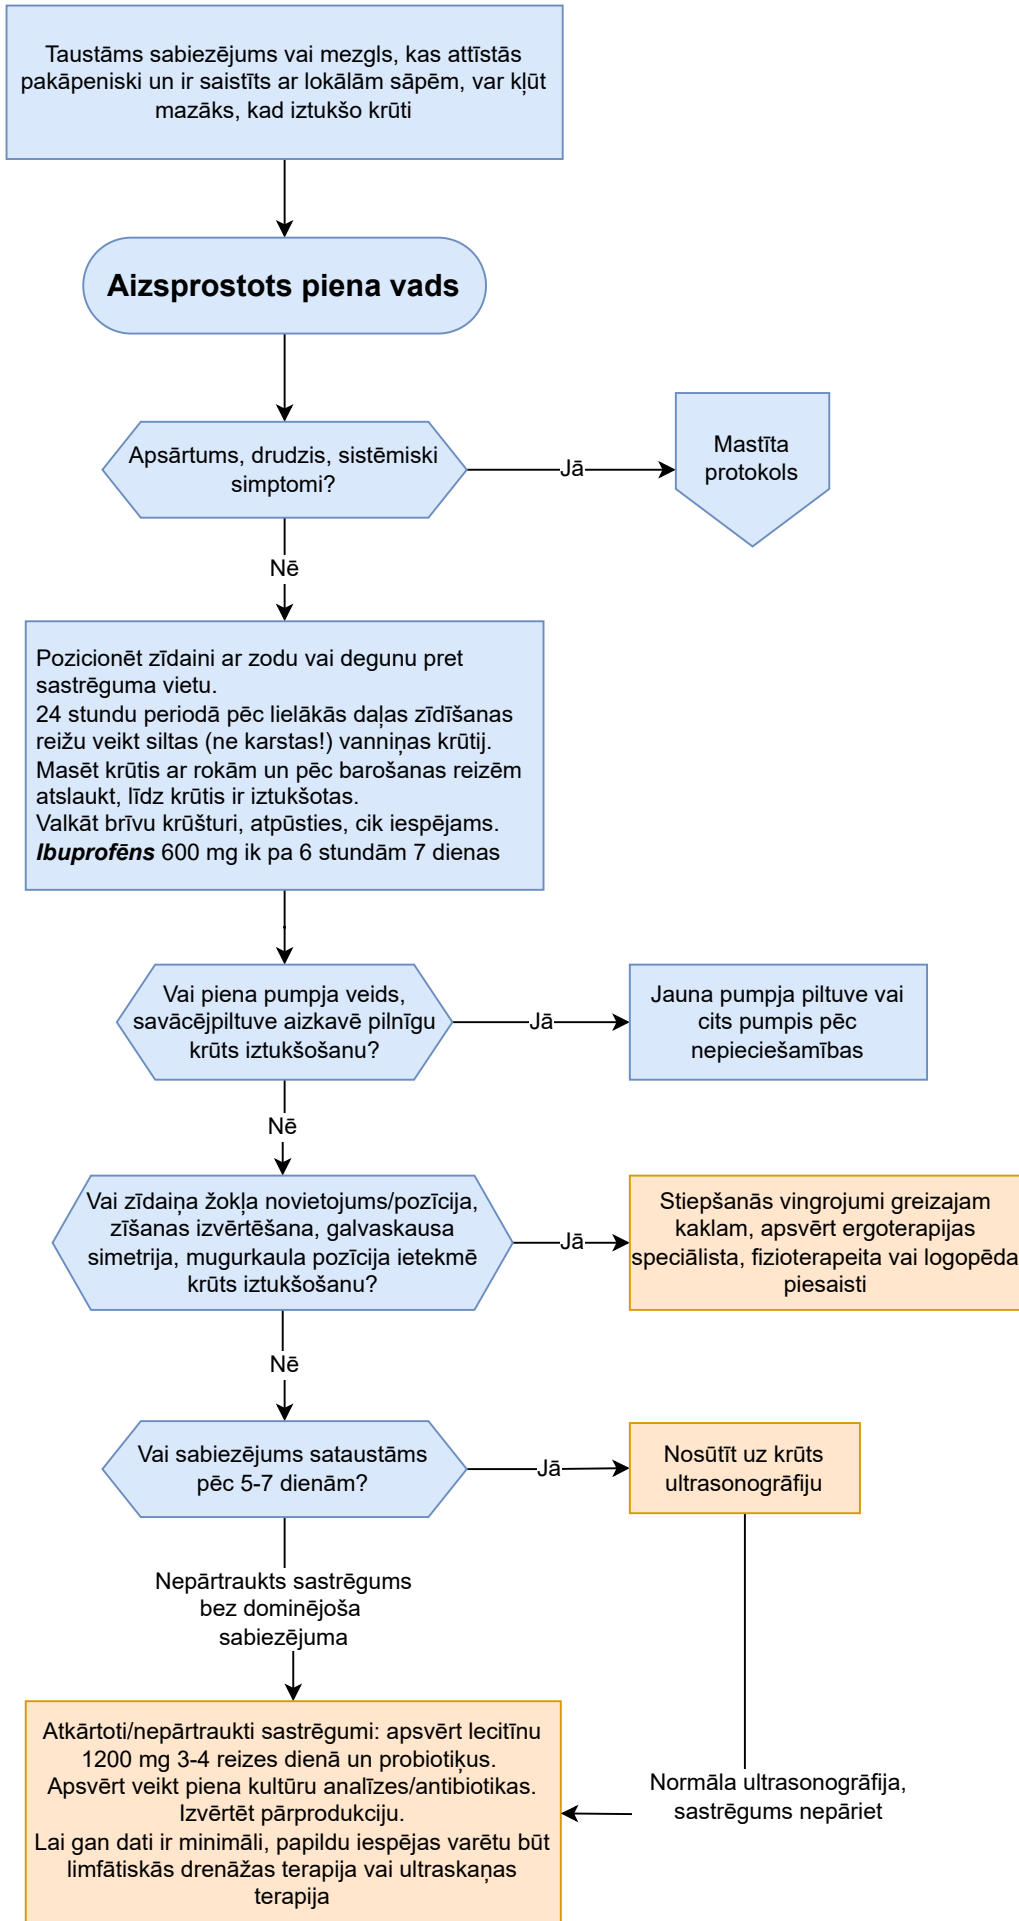 Taustāms sabiezējums vai mezgls, kas attīstās
pakāpeniski un ir saistīts ar lokālām sāpēm, var kļūt
mazāks, kad iztukšo krūti
Aizsprostots piena vads
Apsārtums, drudzis, sistēmiski
simptomi?
Jā
Mastīta
protokols
Nē
Pozicionēt zīdaini ar zodu vai degunu pret
sastrēguma vietu.
24 stundu periodā pēc lielākās daļas zīdīšanas
reižu veikt siltas (ne karstas!) vanniņas krūtij.
Masēt krūtis ar rokām un pēc barošanas reizēm
atslaukt, līdz krūtis ir iztukšotas.
Valkāt brīvu krūšturi, atpūsties, cik iespējams.
Ibuprofēns 600 mg ik pa 6 stundām 7 dienas
Vai piena pumpja veids,
savācējpiltuve aizkavē pilnīgu
krūts iztukšošanu?
Jā
Jauna pumpja piltuve vai
cits pumpis pēc
nepieciešamības
Nē
Vai zīdaiņa žokļa novietojums/pozīcija,
zīšanas izvērtēšana, galvaskausa
simetrija, mugurkaula pozīcija ietekmē
krūts iztukšošanu?
Jā
Stiepšanās vingrojumi greizajam
kaklam, apsvērt ergoterapijas
speciālista, fizioterapeita vai logopēda
piesaisti
Nē
Vai sabiezējums sataustāms
pēc 5-7 dienām?
Jā
Nosūtīt uz krūts
ultrasonogrāfiju
Nepārtraukts sastrēgums
bez dominējoša
sabiezējuma
Atkārtoti/nepārtraukti sastrēgumi: apsvērt lecitīnu
1200 mg 3-4 reizes dienā un probiotiķus.
Apsvērt veikt piena kultūru analīzes/antibiotikas.
Izvērtēt pārprodukciju.
Lai gan dati ir minimāli, papildu iespējas varētu būt
limfātiskās drenāžas terapija vai ultraskaņas
terapija
Normāla ultrasonogrāfija,
sastrēgums nepāriet